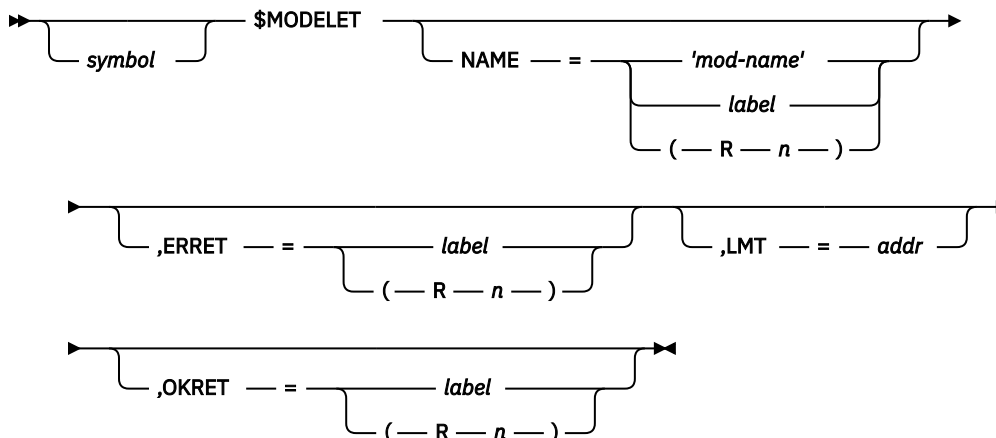 $MODELET
symbol
NAME = 'mod-name'
label
( R n )
,ERRET = label
( R n )
,LMT = addr
,OKRET = label
( R n )